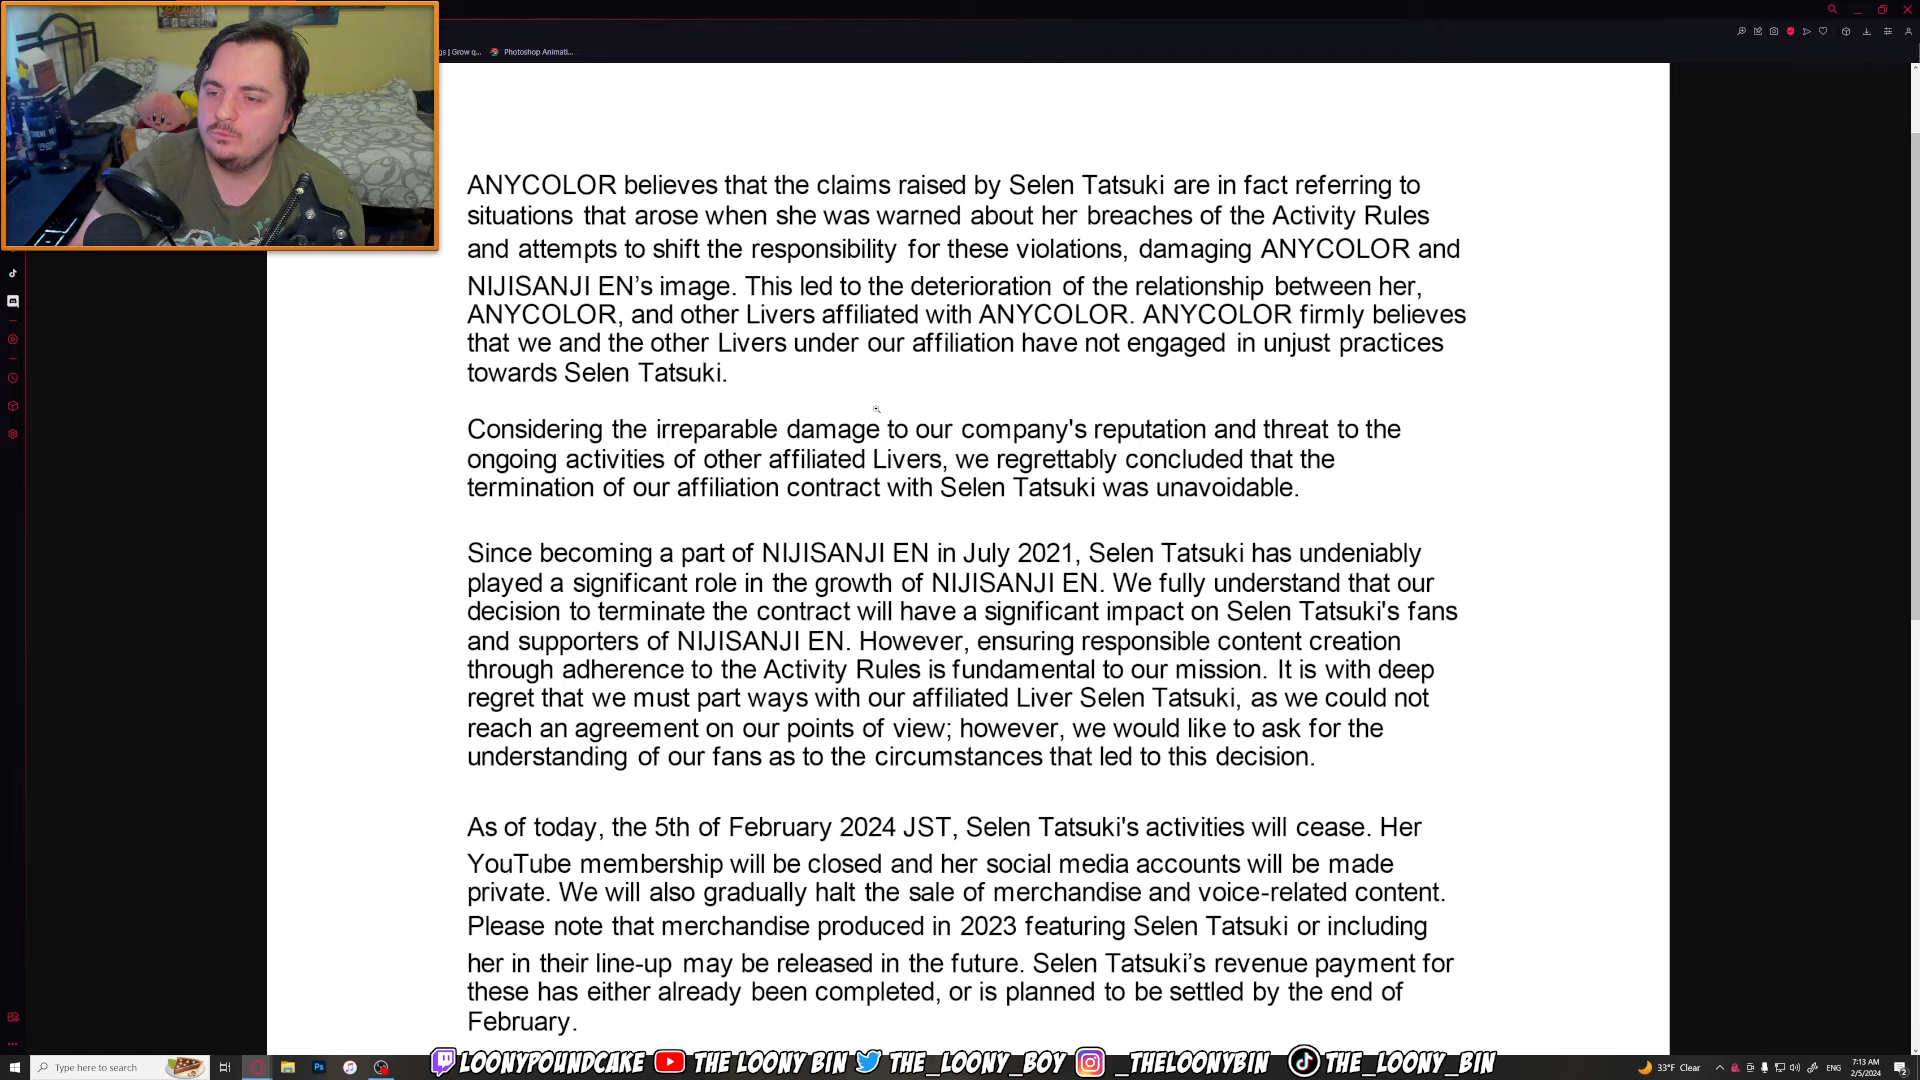 gs | Grow q...
Photoshop Animati...
ANYCOLOR believes that the claims raised by Selen Tatsuki are in fact referring to
situations that arose when she was warned about her breaches of the Activity Rules
and attempts to shift the responsibility for these violations, damaging ANYCOLOR and
NIJISANJI EN’s image. This led to the deterioration of the relationship between her,
ANYCOLOR, and other Livers affiliated with ANYCOLOR. ANYCOLOR firmly believes
that we and the other Livers under our affiliation have not engaged in unjust practices
towards Selen Tatsuki.
Considering the irreparable damage to our company's reputation and threat to the
ongoing activities of other affiliated Livers, we regrettably concluded that the
termination of our affiliation contract with Selen Tatsuki was unavoidable.
Since becoming a part of NIJISANJI EN in July 2021, Selen Tatsuki has undeniably
played a significant role in the growth of NIJISANJI EN. We fully understand that our
decision to terminate the contract will have a significant impact on Selen Tatsuki's fans
and supporters of NIJISANJI EN. However, ensuring responsible content creation
through adherence to the Activity Rules is fundamental to our mission. It is with deep
regret that we must part ways with our affiliated Liver Selen Tatsuki, as we could not
reach an agreement on our points of view; however, we would like to ask for the
understanding of our fans as to the circumstances that led to this decision.
As of today, the 5th of February 2024 JST, Selen Tatsuki's activities will cease. Her
YouTube membership will be closed and her social media accounts will be made
private. We will also gradually halt the sale of merchandise and voice-related content.
Please note that merchandise produced in 2023 featuring Selen Tatsuki or including
her in their line-up may be released in the future. Selen Tatsuki’s revenue payment for
these has either already been completed, or is planned to be settled by the end of
February.
Type here to search
Ps
LOONYPOUNDCAKE THE LOONY BIN THE_LOONY_BOY _THELOONYBIN THE_LOONY_BIN
33°F Clear
ENG
7:13 AM
2/5/2024